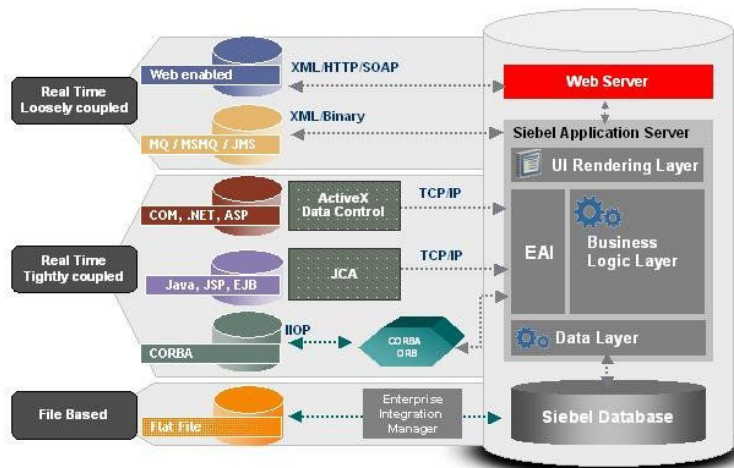 Real Time
Loosely coupled
Web enabled
XML/HTTP/SOAP
MQ / MSMQ / JMS
XML/Binary
Real Time
Tightly coupled
COM, .NET, ASP
ActiveX
Data Control
TCP/IP
Java, JSP, EJB
JCA
TCP/IP
CORBA
IIOP
CORBA
ORB
File Based
Flat File
Enterprise
Integration
Manager
Web Server
Siebel Application Server
UI Rendering Layer
EAI
Business
Logic Layer
Data Layer
Siebel Database